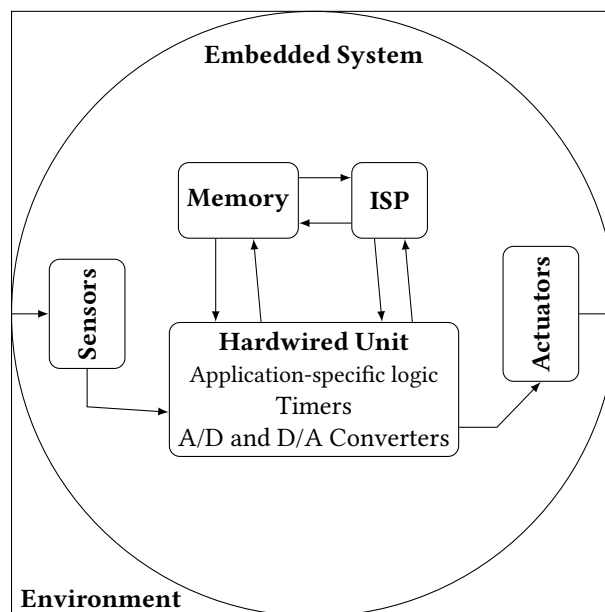 Embedded System
Memory
ISP
Sensors
Actuators
Hardwired Unit
Application-specific logic
Timers
A/D and D/A Converters
Environment